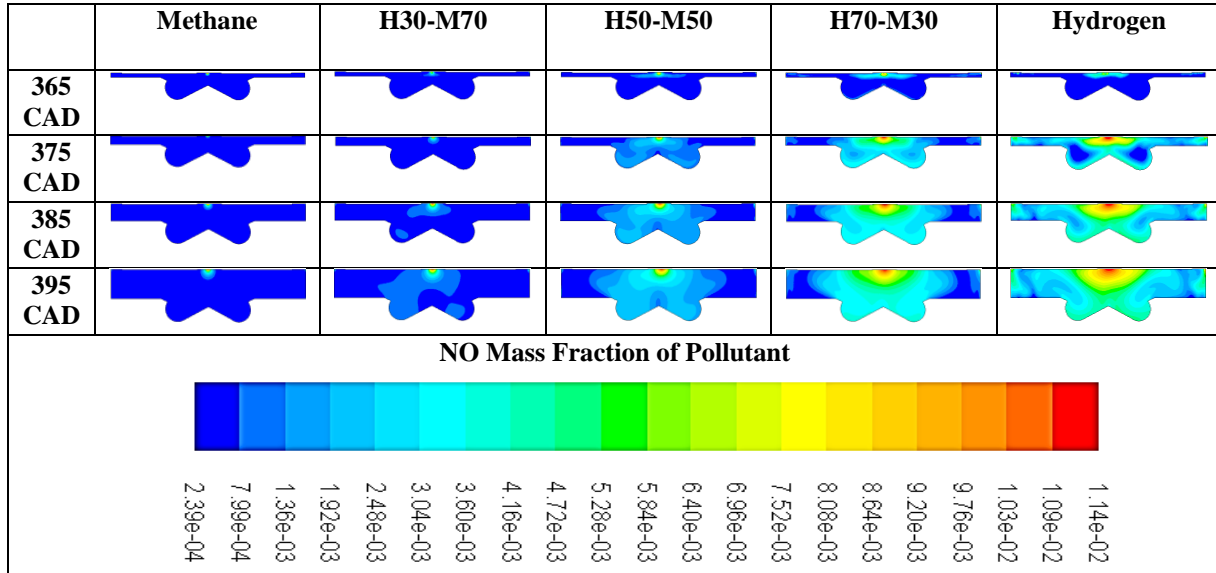 Methane H30-M70 H50-M50 H70-M30 Hydrogen
365
CAD
375
CAD
385
CAD
395
CAD
NO Mass Fraction of Pollutant
2.39e-04
7.99e-04
1.36e-03
1.92e-03
2.48e-03
3.04e-03
3.60e-03
4.16e-03
4.72e-03
5.28e-03
5.84e-03
6.40e-03
6.96e-03
7.52e-03
8.08e-03
8.64e-03
9.20e-03
9.76e-03
1.03e-02
1.09e-02
1.14e-02